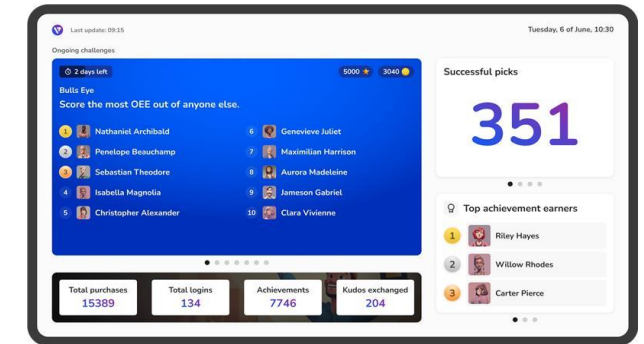 Last update: 09:15
Tuesday, 6 of June, 10:30
Ongoing challenges
2 days left
5000
3040
Bulls Eye
Score the most OEE out of anyone else.
1 Nathaniel Archibald
2 Penelope Beauchamp
3 Sebastian Theodore
4 Isabella Magnolia
5 Christopher Alexander
6 Genevieve Juliet
7 Maximilian Harrison
8 Aurora Madeleine
9 Jameson Gabriel
10 Clara Vivienne
Successful picks
351
Top achievement earners
1 Riley Hayes
2 Willow Rhodes
3 Carter Pierce
Total purchases
15389
Total logins
134
Achievements
7746
Kudos exchanged
204